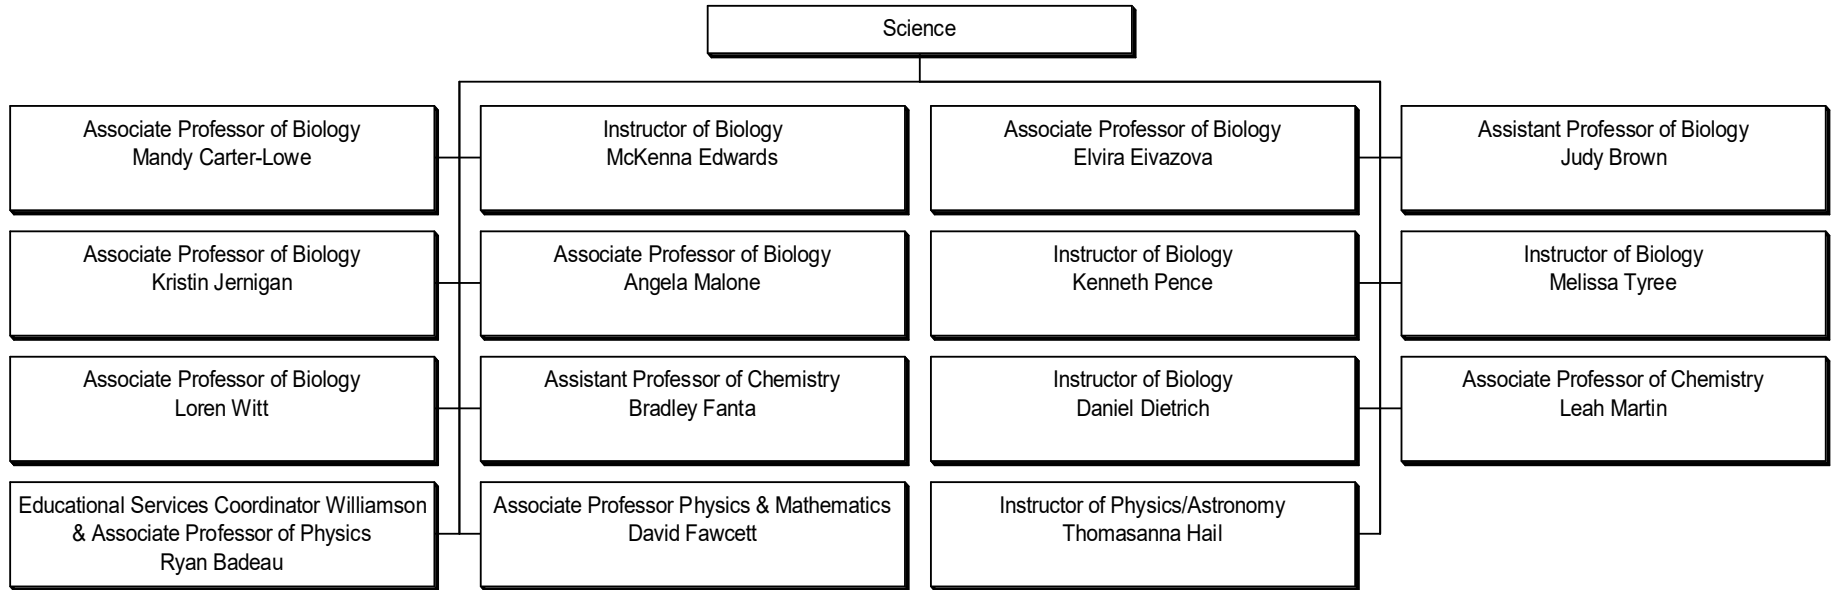 Science
Associate Professor of Biology
Mandy Carter-Lowe
Instructor of Biology
McKenna Edwards
Associate Professor of Biology
Elvira Eivazova
Assistant Professor of Biology
Judy Brown
Associate Professor of Biology
Kristin Jernigan
Associate Professor of Biology
Angela Malone
Instructor of Biology
Kenneth Pence
Instructor of Biology
Melissa Tyree
Associate Professor of Biology
Loren Witt
Assistant Professor of Chemistry
Bradley Fanta
Instructor of Biology
Daniel Dietrich
Associate Professor of Chemistry
Leah Martin
Educational Services Coordinator Williamson
& Associate Professor of Physics
Ryan Badeau
Associate Professor Physics & Mathematics
David Fawcett
Instructor of Physics/Astronomy
Thomasanna Hail